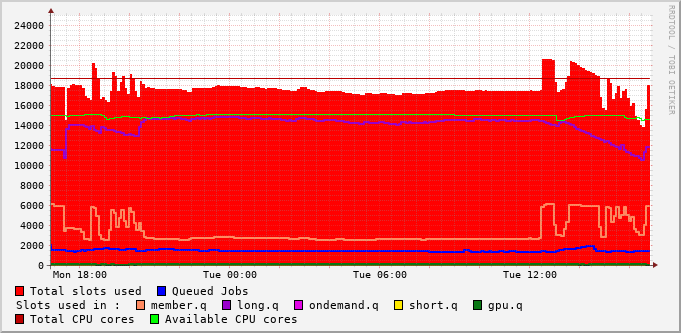 24000
22000
20000
18000
16000
14000
12000
10000
8000
6000
4000
2000
0
Mon 18:00 Tue 00:00 Tue 06:00 Tue 12:00
RRDTOOL / TOBI OETIKER
Total slots used Queued Jobs
Slots used in : member.q long.q ondemand.q short.q gpu.q
Total CPU cores Available CPU cores